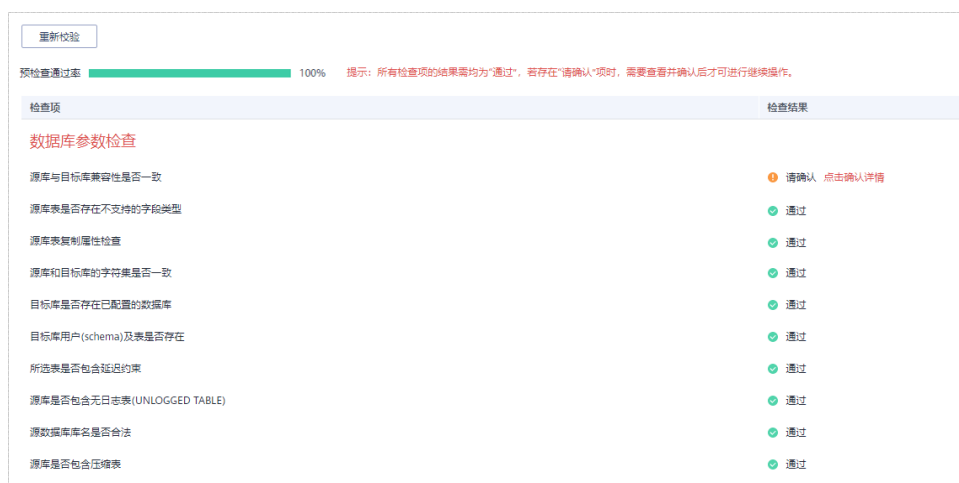 重新校验
预检查通过率 100% 提示：所有检查项的结果需均为"通过"，若存在"请确认"项时，需要查看并确认后才可进行继续操作。
检查项 检查结果
数据库参数检查
源库与目标库兼容性是否一致 请确认 点击确认详情
源库表是否存在不支持的字段类型 通过
源库表复制属性检查 通过
源库和目标库的字符集是否一致 通过
目标库是否存在已配置的数据库 通过
目标库用户(schema)及表是否存在 通过
所选表是否包含延迟约束 通过
源库是否包含无日志表(UNLOGGED TABLE) 通过
源数据库库名是否合法 通过
源库是否包含压缩表 通过